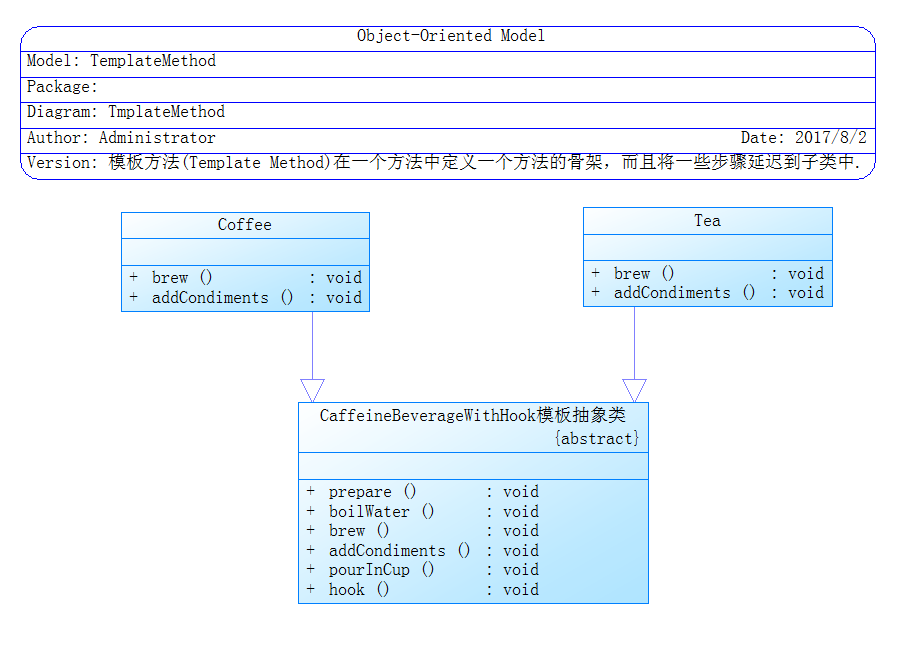 Object-Oriented Model
Model: TemplateMethod
Package:
Diagram: TmplateMethod
Author: Administrator Date: 2017/8/2
Version: 模板方法(Template Method)在一个方法中定义一个方法的骨架，而且将一些步骤延迟到子类中.
Coffee
+ brew () : void
+ addCondiments () : void
Tea
+ brew () : void
+ addCondiments () : void
CaffeineBeverageWithHook模板抽象类
{abstract}
+ prepare () : void
+ boilWater () : void
+ brew () : void
+ addCondiments () : void
+ pourInCup () : void
+ hook () : void